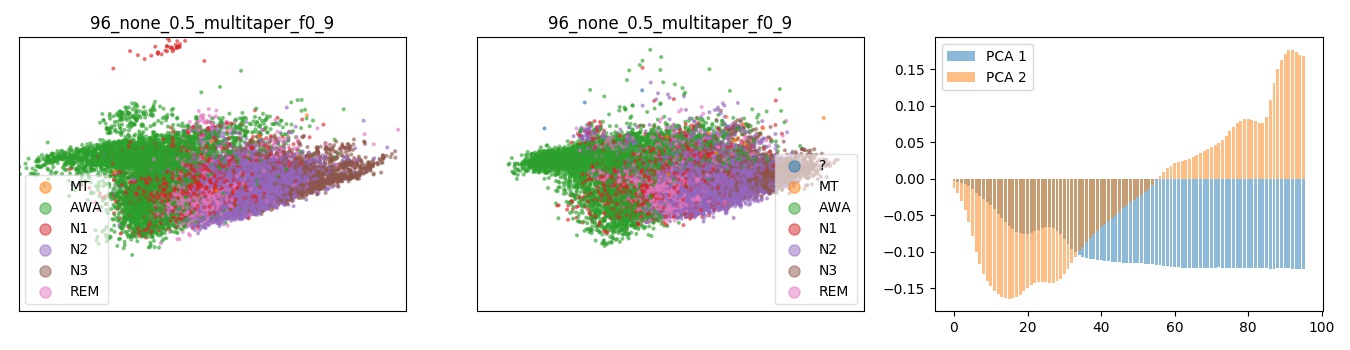 96_none_0.5_multitaper_f0_9
MT
AWA
N1
N2
N3
REM
96_none_0.5_multitaper_f0_9
?
MT
AWA
N1
N2
N3
REM
PCA 1
PCA 2
0.15
0.10
0.05
0.00
−0.05
−0.10
−0.15
0 20 40 60 80 100